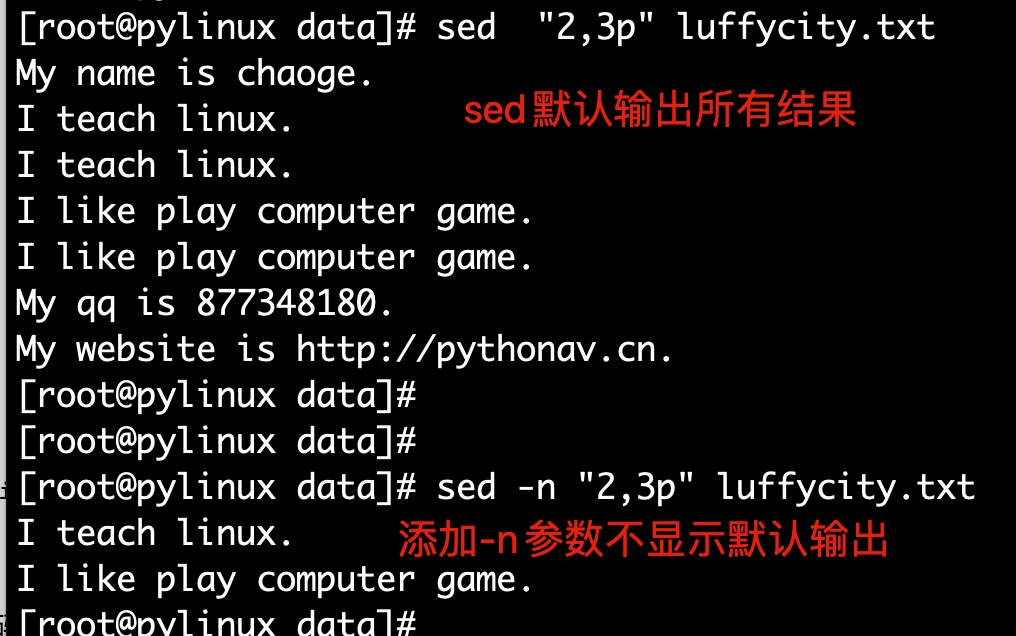 [root@pylinux data]# sed  "2,3p" luffycity.txt
My name is chaoge.
sed默认输出所有结果
I teach linux.
I teach linux.
I like play computer game.
I like play computer game.
My qq is 877348180.
My website is http://pythonav.cn.
[root@pylinux data]#
[root@pylinux data]#
[root@pylinux data]# sed -n "2,3p" luffycity.txt
I teach linux.
添加-n参数不显示默认输出
I like play computer game.
[root@pylinux data]#